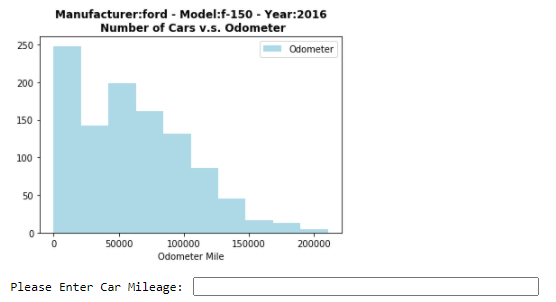 Manufacturer:ford - Model:f-150 - Year:2016
Number of Cars v.s. Odometer
Odometer
250
200
150
100
50
0
0 50000 100000 150000 200000
Odometer Mile
Please Enter Car Mileage: